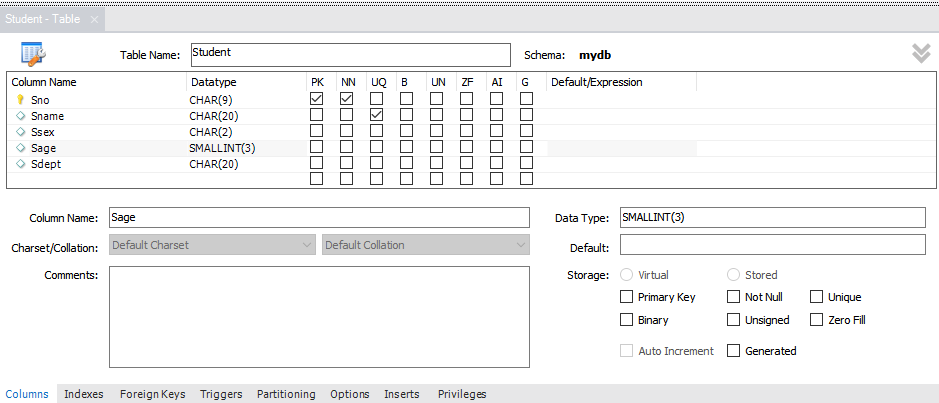 Student - Table
Table Name: Student Schema: mydb
Column Name Datatype PK NN UQ B UN ZF AI G Default/Expression
Sno CHAR(9)
Sname CHAR(20)
Ssex CHAR(2)
Sage SMALLINT(3)
Sdept CHAR(20)
Column Name: Sage Data Type: SMALLINT(3)
Charset/Collation: Default Charset Default Collation Default:
Comments: Storage: Virtual Stored
Primary Key Not Null Unique
Binary Unsigned Zero Fill
Auto Increment Generated
Columns Indexes Foreign Keys Triggers Partitioning Options Inserts Privileges